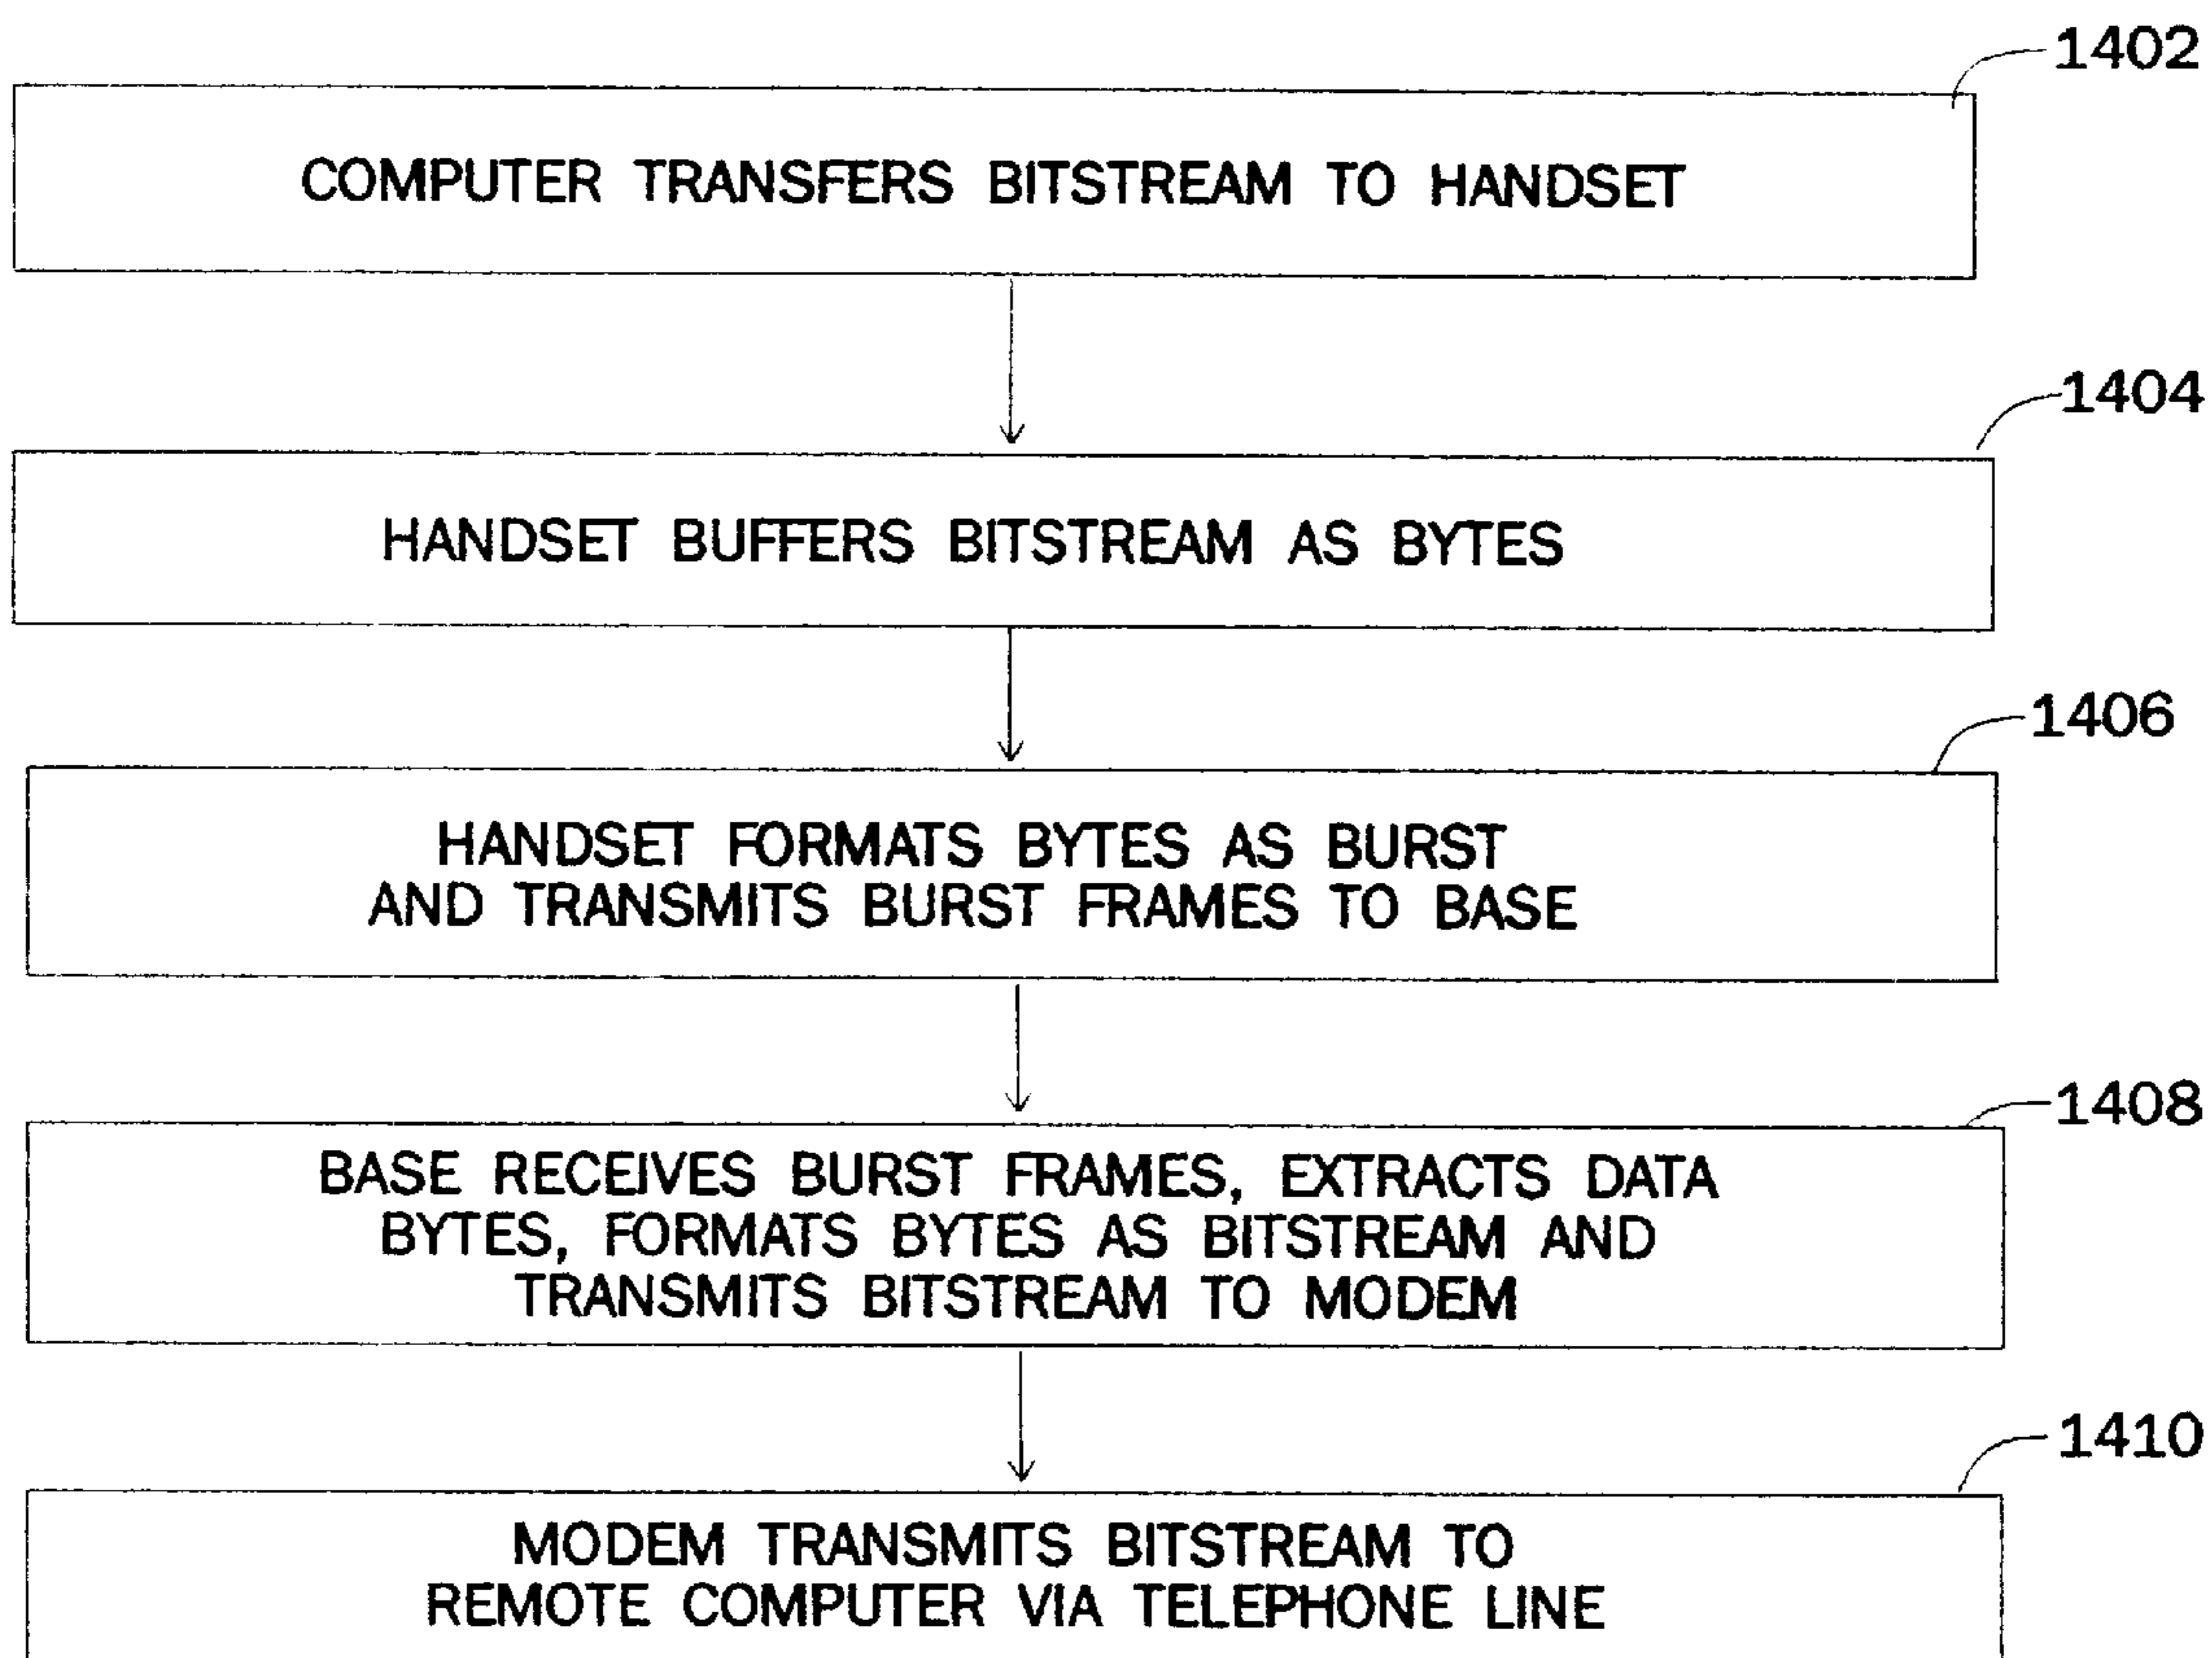 1402
COMPUTER TRANSFERS BITSTREAM TO HANDSET
1404
HANDSET BUFFERS BITSTREAM AS BYTES
1406
HANDSET FORMATS BYTES AS BURST
AND TRANSMITS BURST FRAMES TO BASE
1408
BASE RECEIVES BURST FRAMES, EXTRACTS DATA
BYTES, FORMATS BYTES AS BITSTREAM AND
TRANSMITS BITSTREAM TO MODEM
1410
MODEM TRANSMITS BITSTREAM TO
REMOTE COMPUTER VIA TELEPHONE LINE